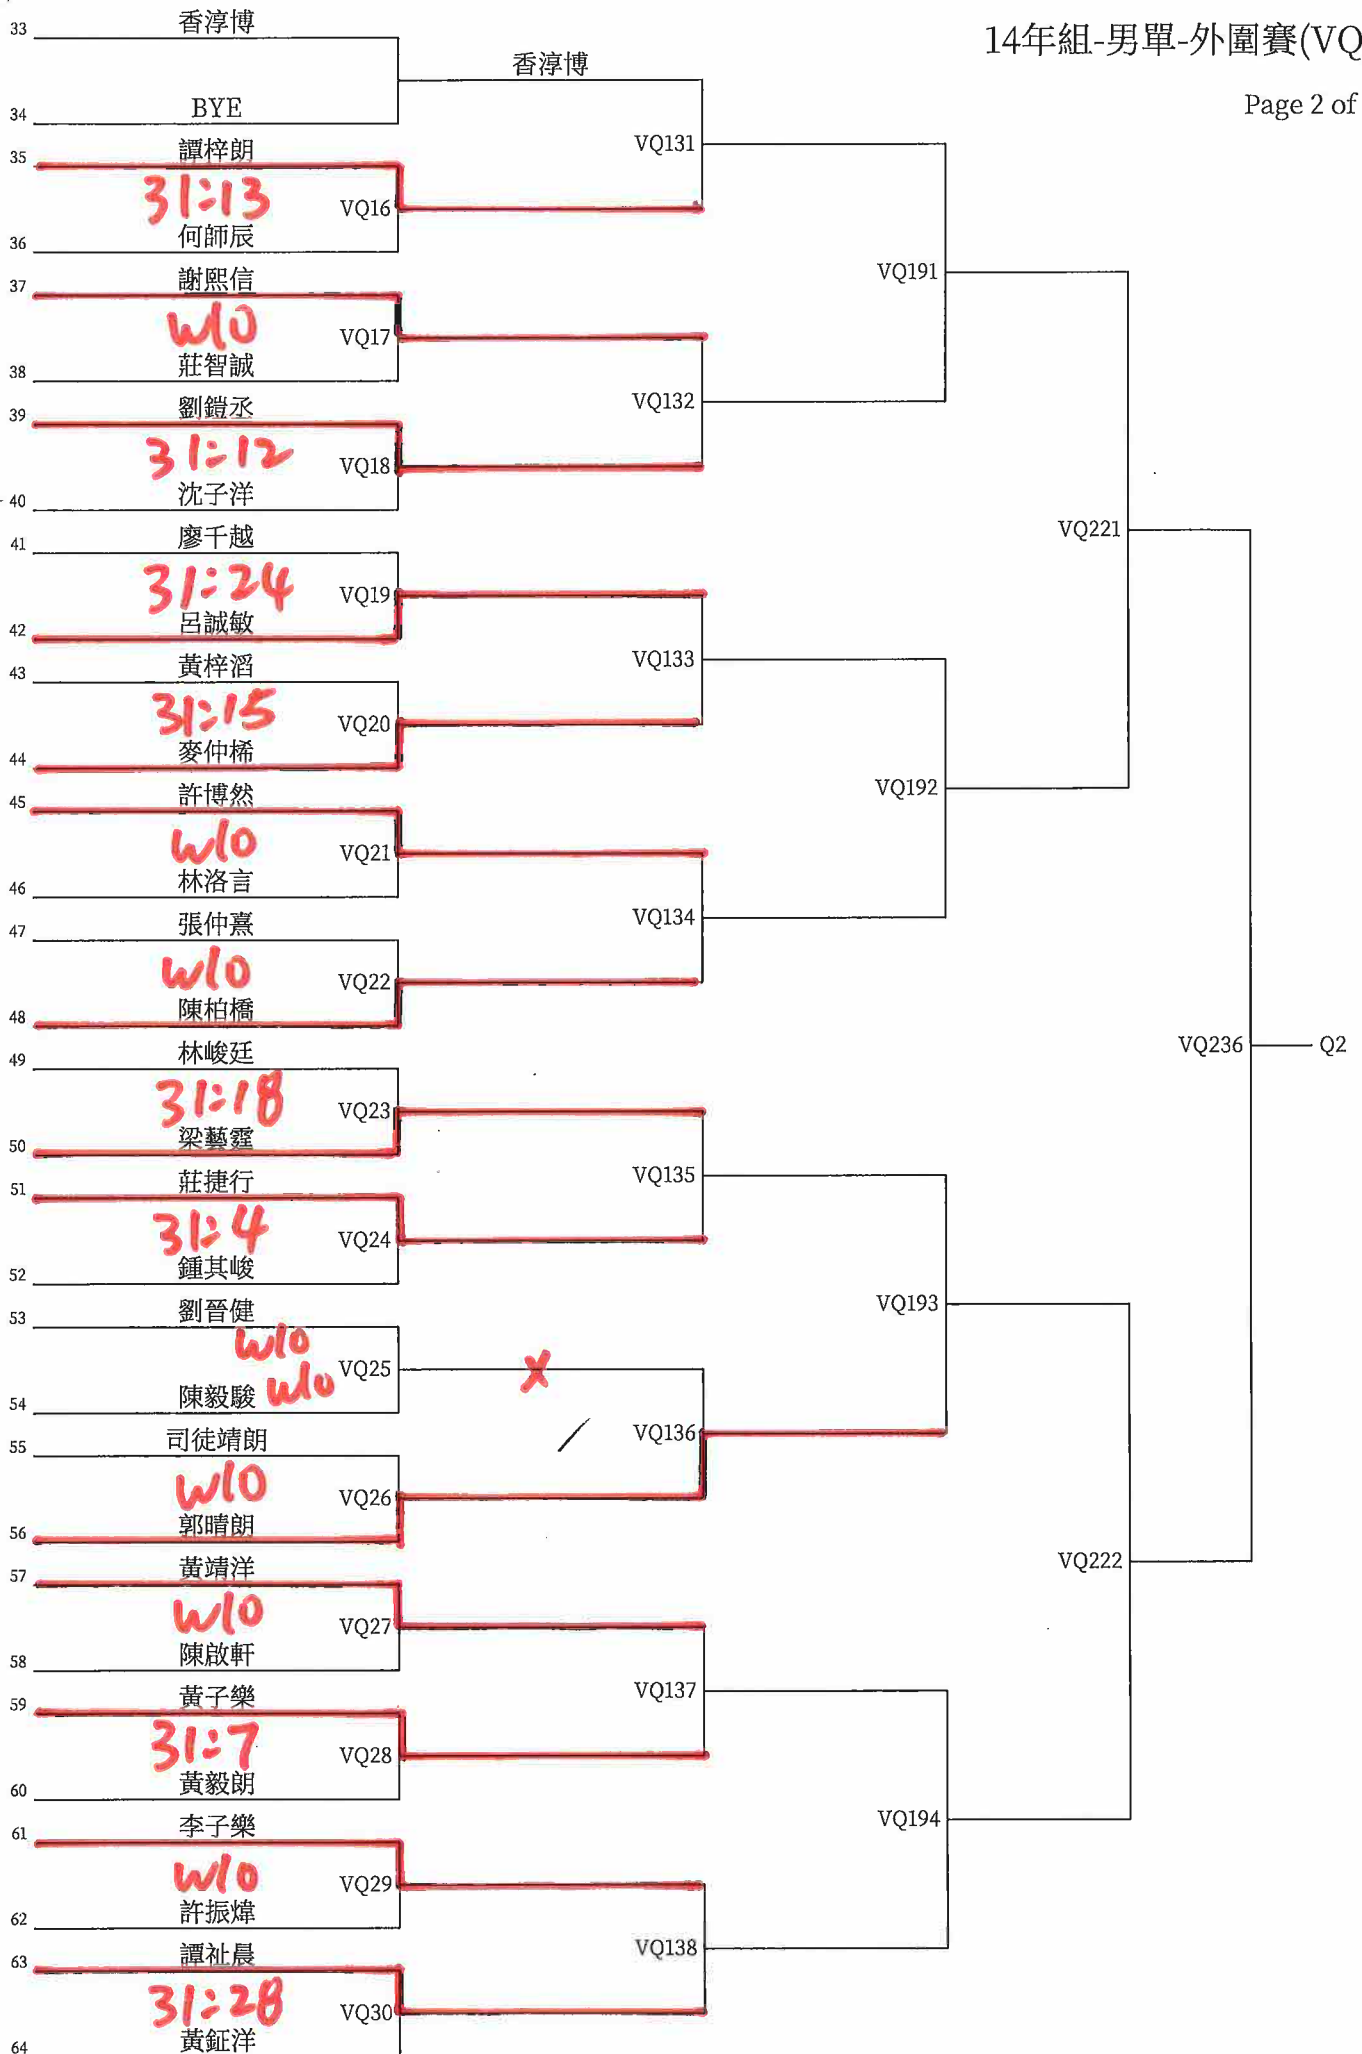 14年組-男單-外圍賽(VQ
Page 2 of
33 香淳博
香淳博
34 BYE
VQ131
35 譚梓朗
31:13
VQ16
36 何師辰
VQ191
37 謝熙信
W/O
VQ17
38 莊智誠
VQ132
39 劉鎧丞
31:12
VQ18
40 沈子洋
VQ221
41 廖千越
31:24
VQ19
42 呂誠敏
VQ133
43 黃梓滔
31:15
VQ20
44 麥仲桸
VQ192
45 許博然
W/O
VQ21
46 林洛言
VQ134
47 張仲熹
W/O
VQ22
48 陳柏橋
VQ236 Q2
49 林峻廷
31:18
VQ23
50 梁藝霆
VQ135
51 莊捷行
31:4
VQ24
52 鍾其峻
VQ193
53 劉晉健
W/O
VQ25
X
54 陳毅駿 W/O
VQ136
55 司徒靖朗
W/O
VQ26
56 郭晴朗
VQ222
57 黃靖洋
W/O
VQ27
58 陳啟軒
VQ137
59 黃子樂
31:7
VQ28
60 黃毅朗
VQ194
61 李子樂
W/O
VQ29
62 許振煒
VQ138
63 譚祉晨
31:28
VQ30
64 黃鉦洋